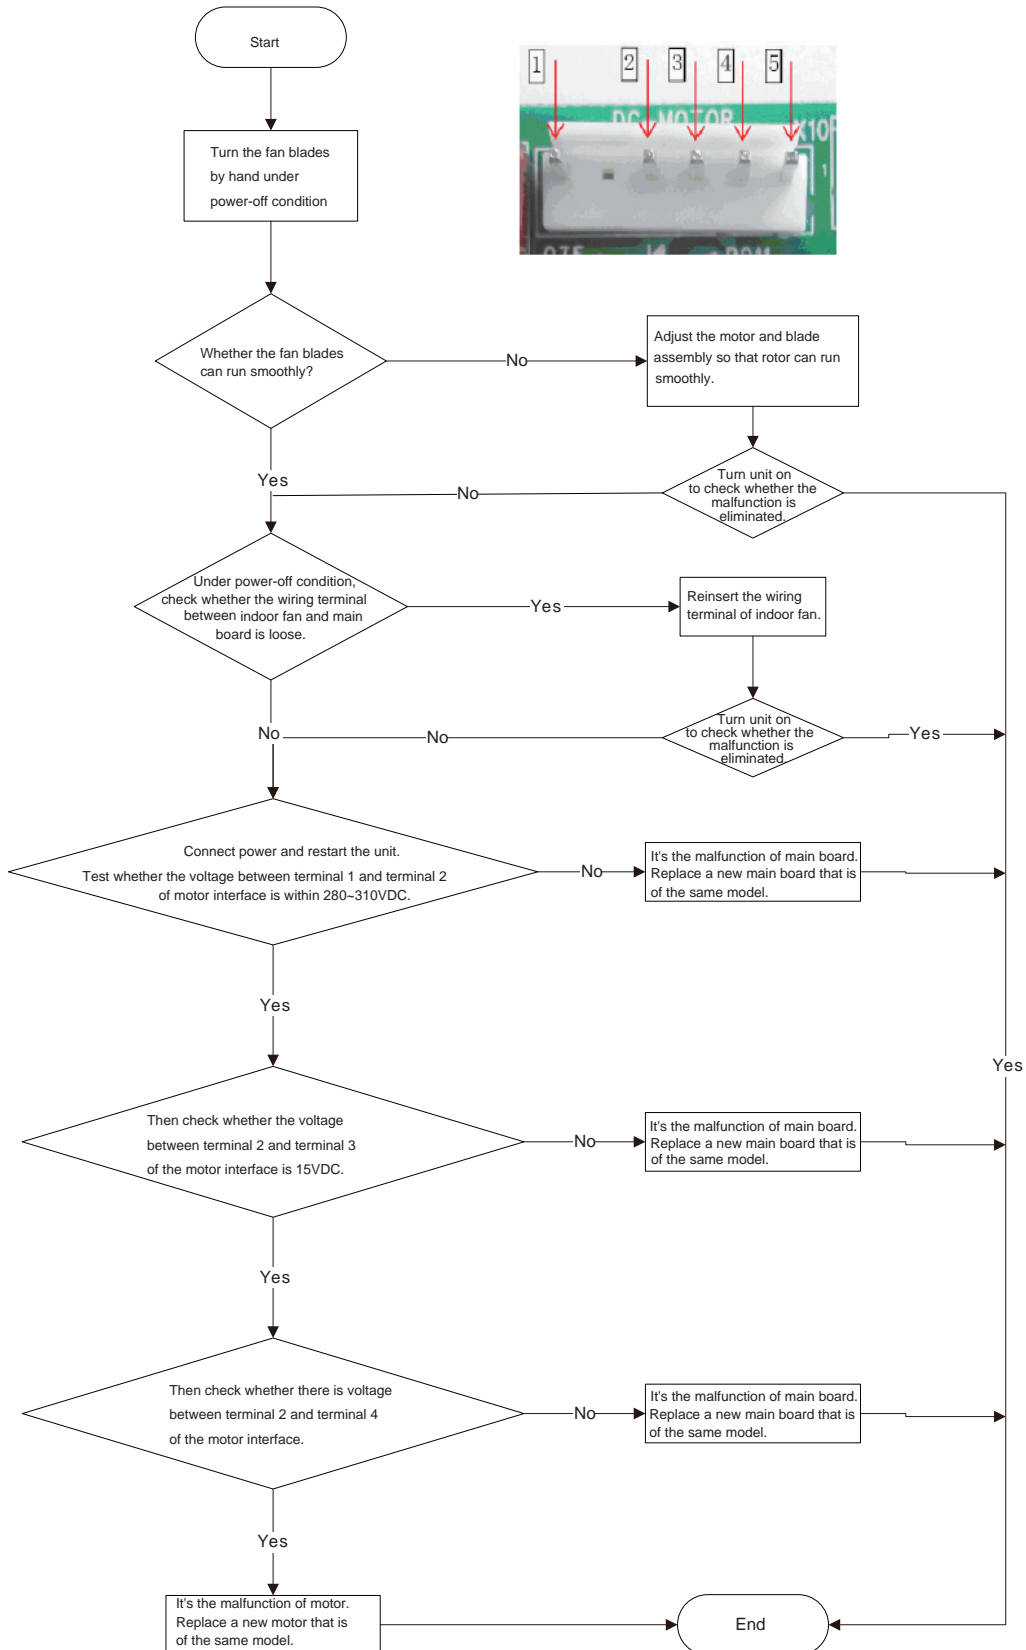 Start
1
2
3
4
5
DC MOTOR
X10
1
Turn the fan blades
by hand under
power-off condition
Whether the fan blades
can run smoothly?
No
Adjust the motor and blade
assembly so that rotor can run
smoothly.
Yes
No
Turn unit on
to check whether the
malfunction is
eliminated.
Under power-off condition,
check whether the wiring terminal
between indoor fan and main
board is loose.
Yes
Reinsert the wiring
terminal of indoor fan.
No
No
Turn unit on
to check whether the
malfunction is
eliminated.
Yes
Connect power and restart the unit.
Test whether the voltage between terminal 1 and terminal 2
of motor interface is within 280~310VDC.
No
It's the malfunction of main board.
Replace a new main board that is
of the same model.
Yes
Yes
Then check whether the voltage
between terminal 2 and terminal 3
of the motor interface is 15VDC.
No
It's the malfunction of main board.
Replace a new main board that is
of the same model.
Yes
Then check whether there is voltage
between terminal 2 and terminal 4
of the motor interface.
No
It's the malfunction of main board.
Replace a new main board that is
of the same model.
Yes
It's the malfunction of motor.
Replace a new motor that is
of the same model.
End